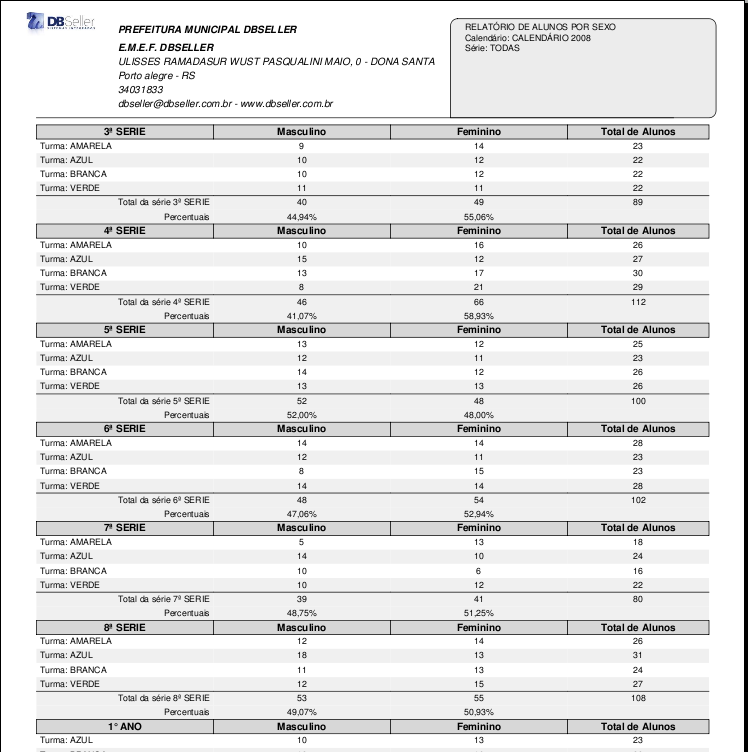 DBSeller
PREFEITURA MUNICIPAL DBSELLER
E.M.E.F. DBSELLER
ULISSES RAMADASUR WUST PASQUALINI MAIO, 0 - DONA SANTA
Porto alegre - RS
34031833
dbseller@dbseller.com.br - www.dbseller.com.br
RELATÓRIO DE ALUNOS POR SEXO
Calendário: CALENDÁRIO 2008
Série: TODAS
3ª SERIE Masculino Feminino Total de Alunos
Turma: AMARELA 9 14 23
Turma: AZUL 10 12 22
Turma: BRANCA 10 12 22
Turma: VERDE 11 11 22
Total da série 3ª SERIE 40 49 89
Percentuais 44,94% 55,06%
4ª SERIE Masculino Feminino Total de Alunos
Turma: AMARELA 10 16 26
Turma: AZUL 15 12 27
Turma: BRANCA 13 17 30
Turma: VERDE 8 21 29
Total da série 4ª SERIE 46 66 112
Percentuais 41,07% 58,93%
5ª SERIE Masculino Feminino Total de Alunos
Turma: AMARELA 13 12 25
Turma: AZUL 12 11 23
Turma: BRANCA 14 12 26
Turma: VERDE 13 13 26
Total da série 5ª SERIE 52 48 100
Percentuais 52,00% 48,00%
6ª SERIE Masculino Feminino Total de Alunos
Turma: AMARELA 14 14 28
Turma: AZUL 12 11 23
Turma: BRANCA 8 15 23
Turma: VERDE 14 14 28
Total da série 6ª SERIE 48 54 102
Percentuais 47,06% 52,94%
7ª SERIE Masculino Feminino Total de Alunos
Turma: AMARELA 5 13 18
Turma: AZUL 14 10 24
Turma: BRANCA 10 6 16
Turma: VERDE 10 12 22
Total da série 7ª SERIE 39 41 80
Percentuais 48,75% 51,25%
8ª SERIE Masculino Feminino Total de Alunos
Turma: AMARELA 12 14 26
Turma: AZUL 18 13 31
Turma: BRANCA 11 13 24
Turma: VERDE 12 15 27
Total da série 8ª SERIE 53 55 108
Percentuais 49,07% 50,93%
1° ANO Masculino Feminino Total de Alunos
Turma: AZUL 10 13 23